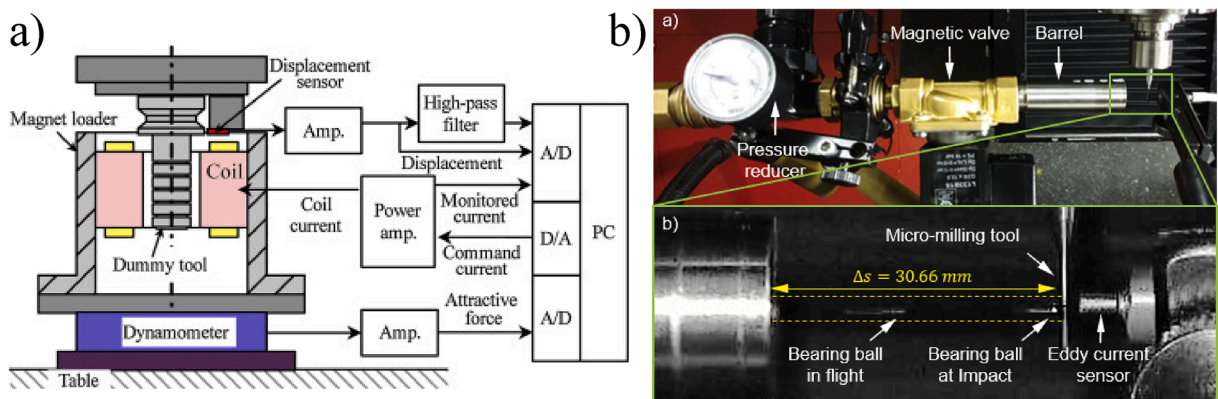 a)
Displacement
sensor
Magnet loader
Amp.
High-pass
filter
Displacement
A/D
Coil
Coil
current
Power
amp.
Monitored
current
Command
current
D/A
PC
Dummy tool
Attractive
force
Dynamometer
Amp.
A/D
Table
b)
a)
Magnetic valve
Barrel
Pressure
reducer
L133B16
b)
Micro-milling tool
Δs = 30.66 mm
Bearing ball
in flight
Bearing ball
at Impact
Eddy current
sensor